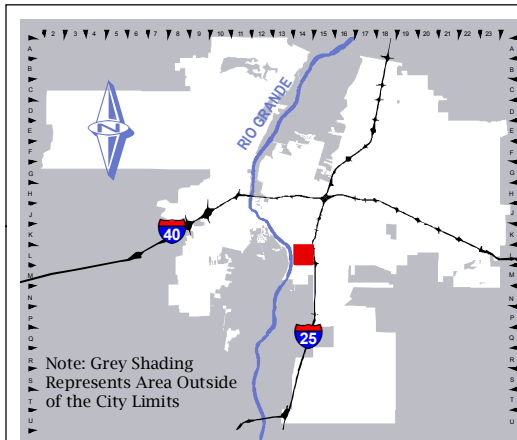 2 3 4 5 6 7 8 9 10 11 12 13 14 15 16 17 18 19 20 21 22 23
A A
B B
C C
D D
E E
F F
G G
H H
J J
K K
L L
M M
N N
P P
Q Q
R R
S S
T T
U U
N
RIO GRANDE
40
25
Note: Grey Shading
Represents Area Outside
of the City Limits